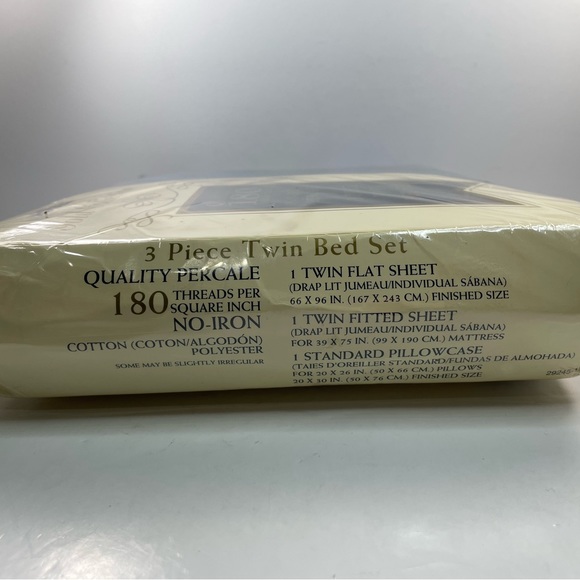 3 Piece Twin Bed Set
QUALITY PERCALE
180 THREADS PER
SQUARE INCH
NO-IRON
COTTON (COTON/ALGODÓN)
POLYESTER
SOME MAY BE SLIGHTLY IRREGULAR
1 TWIN FLAT SHEET
(DRAP LIT JUMEAU/INDIVIDUAL SÁBANA)
66 X 96 IN. (167 X 243 CM.) FINISHED SIZE
1 TWIN FITTED SHEET
(DRAP LIT JUMEAU/INDIVIDUAL SÁBANA)
FOR 39 X 75 IN. (99 X 190 CM.) MATTRESS
1 STANDARD PILLOWCASE
(TAIES D'OREILLER STANDARD/FUNDAS DE ALMOHADA)
FOR 20 X 26 IN. (50 X 66 CM.) PILLOWS
20 X 30 IN. (50 X 76 CM.) FINISHED SIZE